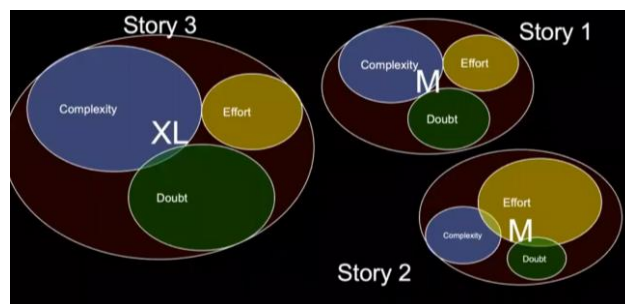 Story 3
Complexity
Effort
XL
Doubt
Story 1
Complexity
Effort
M
Doubt
Effort
Complexity
M
Doubt
Story 2